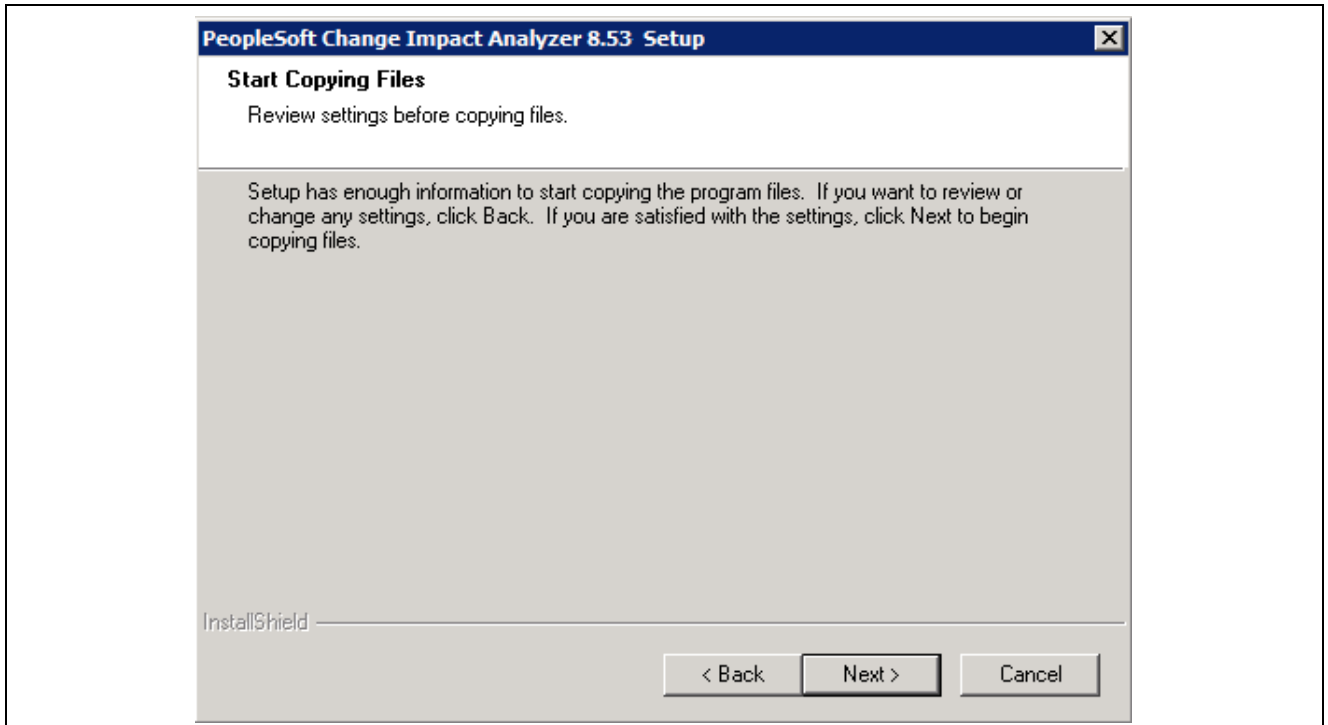 PeopleSoft Change Impact Analyzer 8.53  Setup
Start Copying Files
Review settings before copying files.
Setup has enough information to start copying the program files.  If you want to review or
change any settings, click Back.  If you are satisfied with the settings, click Next to begin
copying files.
InstallShield
< Back
Next >
Cancel